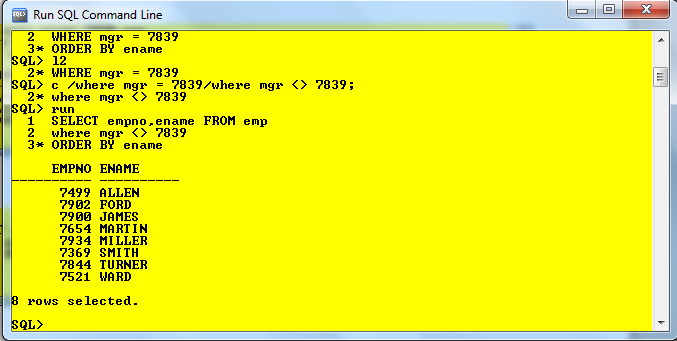 Run SQL Command Line
  2  WHERE mgr = 7839
  3* ORDER BY ename
SQL> l2
  2* WHERE mgr = 7839
SQL> c /where mgr = 7839/where mgr <> 7839;
  2* where mgr <> 7839
SQL> run
  1  SELECT empno,ename FROM emp
  2  where mgr <> 7839
  3* ORDER BY ename
     EMPNO ENAME
---------- ----------
      7499 ALLEN
      7902 FORD
      7900 JAMES
      7654 MARTIN
      7934 MILLER
      7369 SMITH
      7844 TURNER
      7521 WARD
8 rows selected.
SQL>